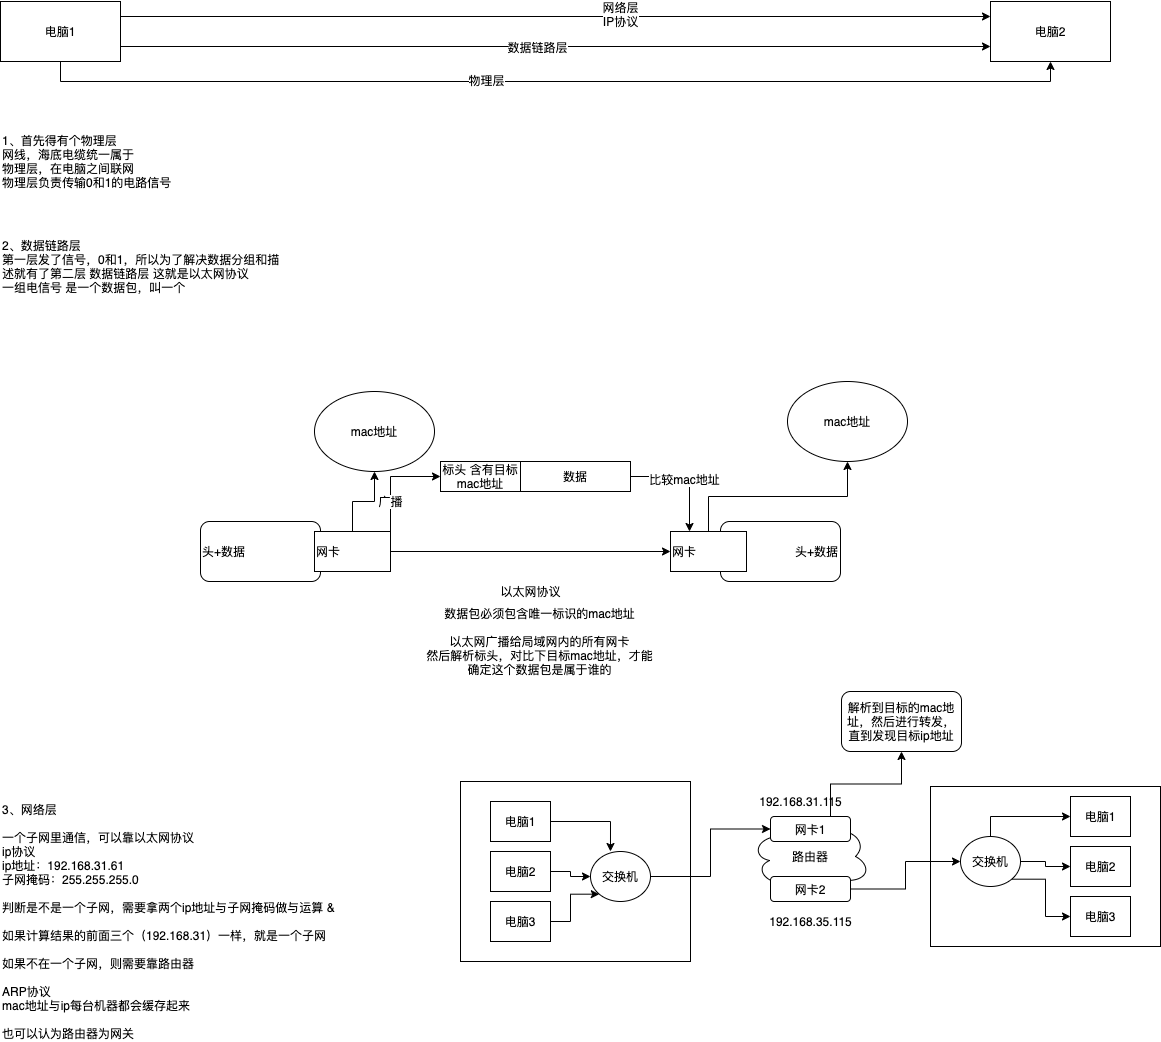 网络层
IP协议
电脑1
电脑2
数据链路层
物理层
1、首先得有个物理层
网线，海底电缆统一属于
物理层，在电脑之间联网
物理层负责传输0和1的电路信号
2、数据链路层
第一层发了信号，0和1，所以为了解决数据分组和描
述就有了第二层 数据链路层 这就是以太网协议
一组电信号 是一个数据包，叫一个
mac地址
mac地址
标头 含有目标
mac地址
数据
比较mac地址
广播
头+数据
网卡
网卡
头+数据
以太网协议
数据包必须包含唯一标识的mac地址
以太网广播给局域网内的所有网卡
然后解析标头，对比下目标mac地址，才能
确定这个数据包是属于谁的
解析到目标的mac地
址，然后进行转发，
直到发现目标ip地址
3、网络层
一个子网里通信，可以靠以太网协议
ip协议
ip地址：192.168.31.61
子网掩码：255.255.255.0
判断是不是一个子网，需要拿两个ip地址与子网掩码做与运算 &
如果计算结果的前面三个（192.168.31）一样，就是一个子网
如果不在一个子网，则需要靠路由器
ARP协议
mac地址与ip每台机器都会缓存起来
也可以认为路由器为网关
电脑1
电脑2
电脑3
交换机
192.168.31.115
网卡1
路由器
网卡2
192.168.35.115
交换机
电脑1
电脑2
电脑3